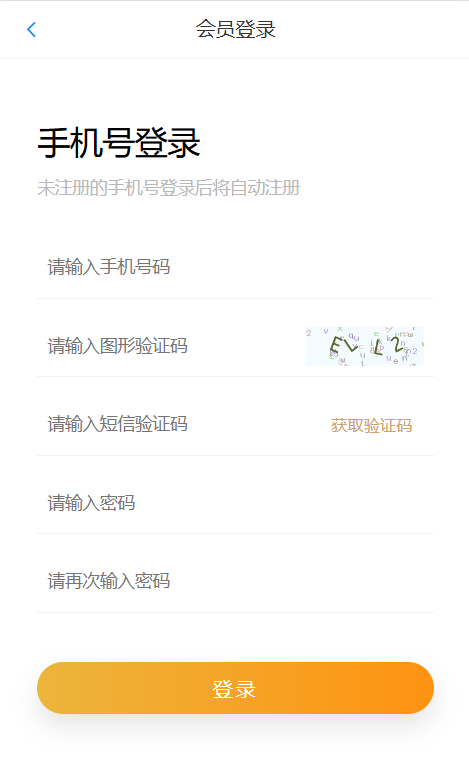 会员登录
手机号登录
未注册的手机号登录后将自动注册
请输入手机号码
请输入图形验证码
请输入短信验证码
获取验证码
请输入密码
请再次输入密码
登录